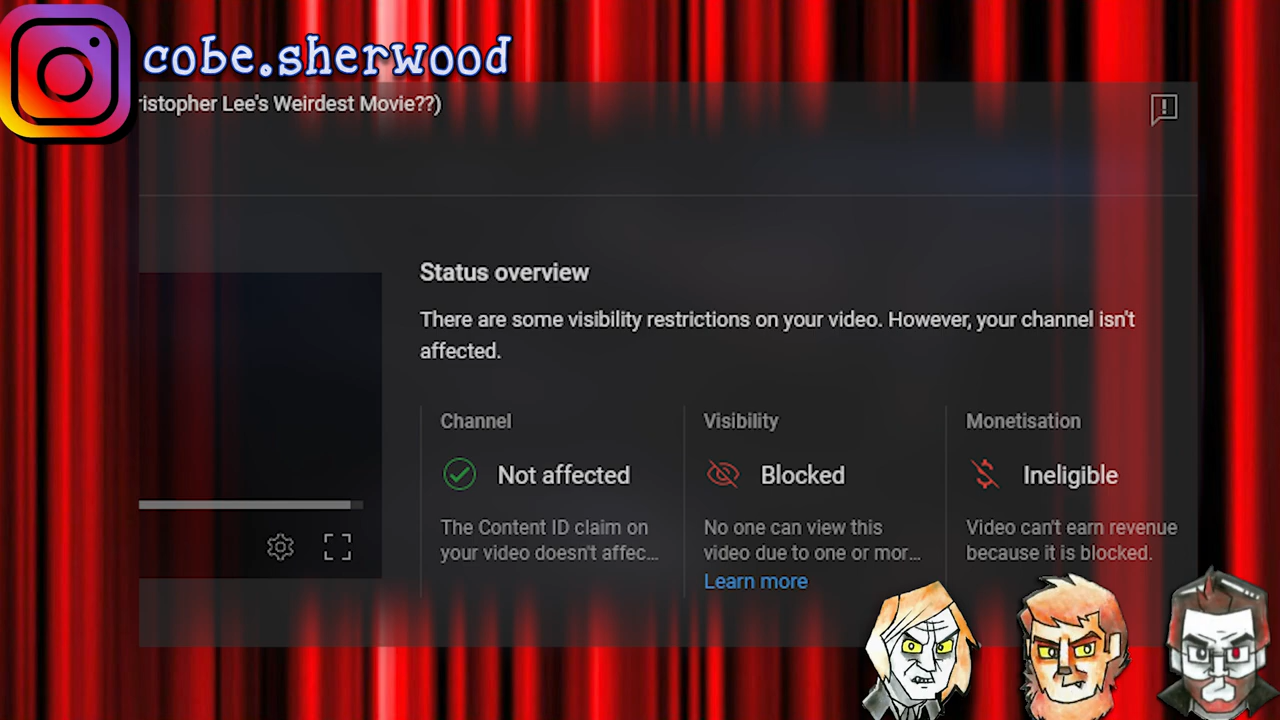 cobe.sherwood
ristopher Lee's Weirdest Movie??)
Status overview
There are some visibility restrictions on your video. However, your channel isn't
affected.
Channel
Not affected
The Content ID claim on
your video doesn't affec...
Visibility
Blocked
No one can view this
video due to one or mor...
Learn more
Monetisation
Ineligible
Video can't earn revenue
because it is blocked.